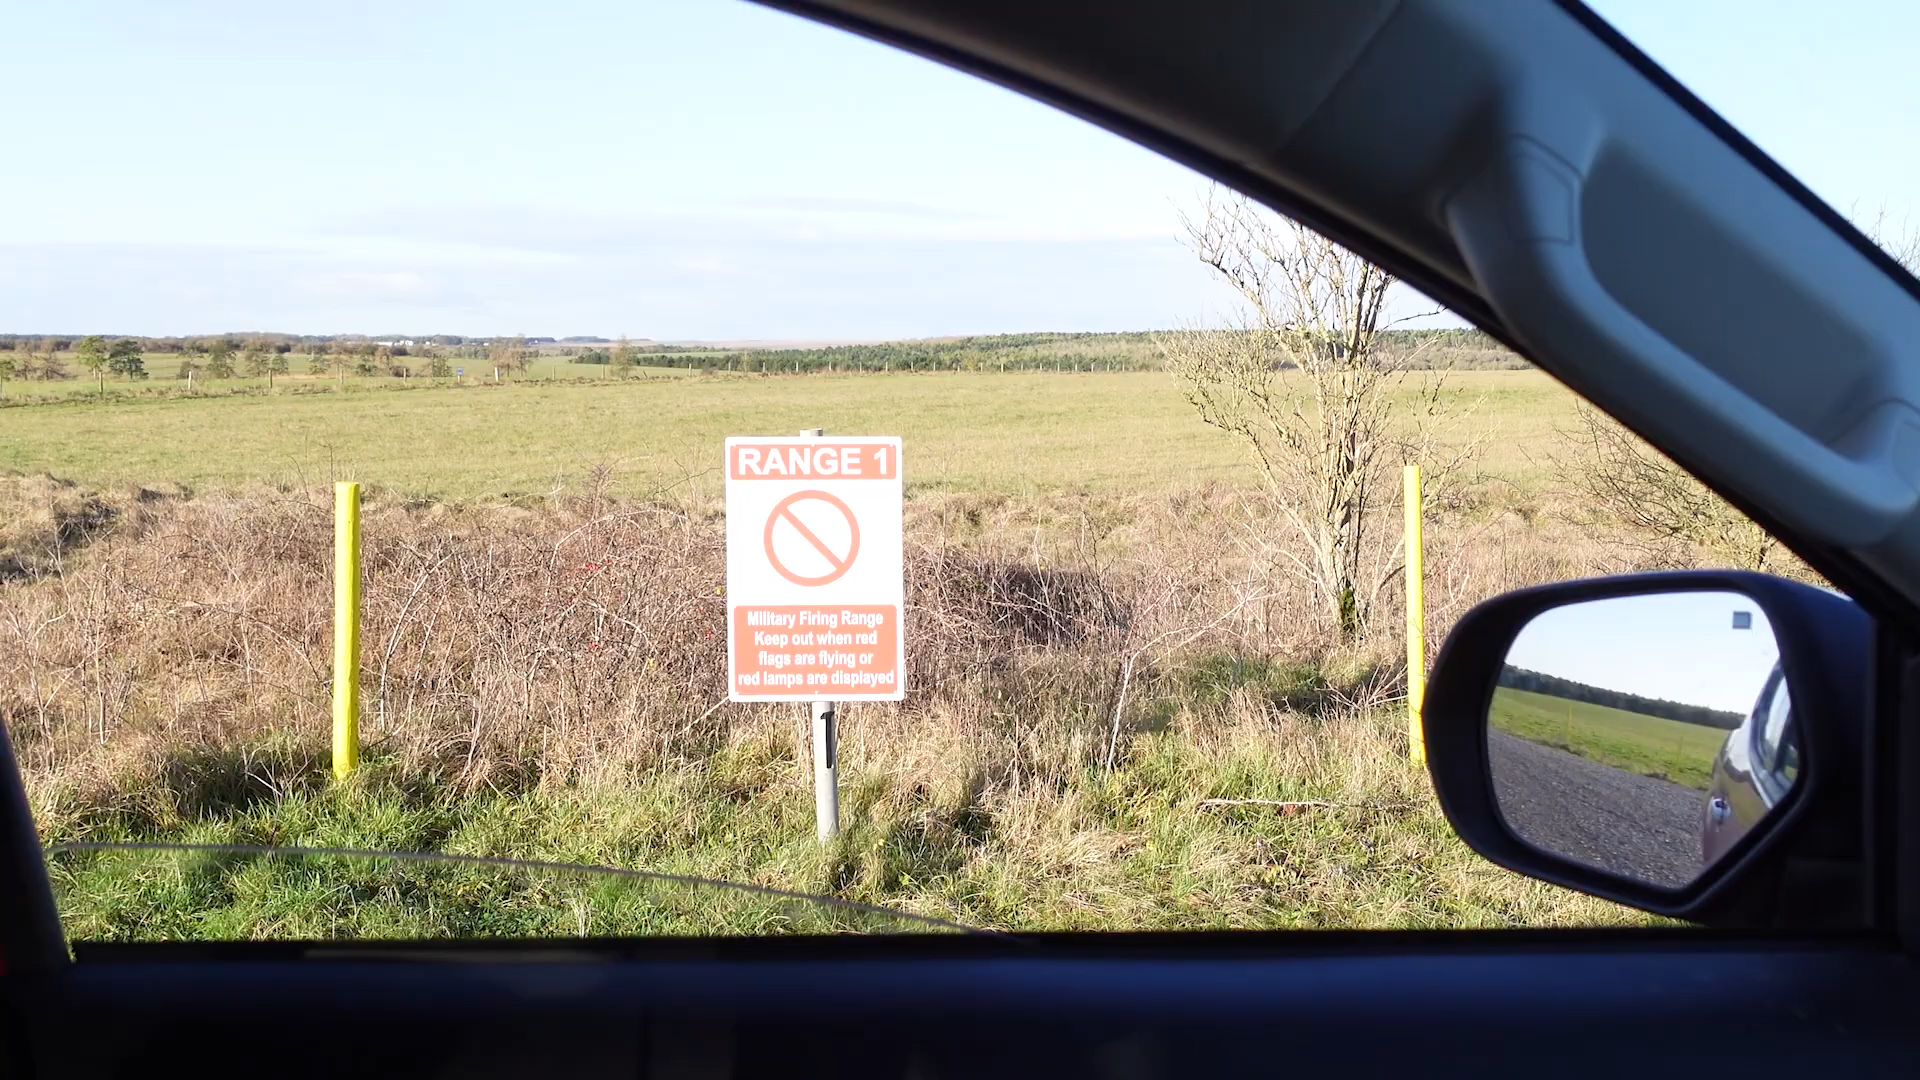 RANGE 1
Military Firing Range
Keep out when red
flags are flying or
red lamps are displayed